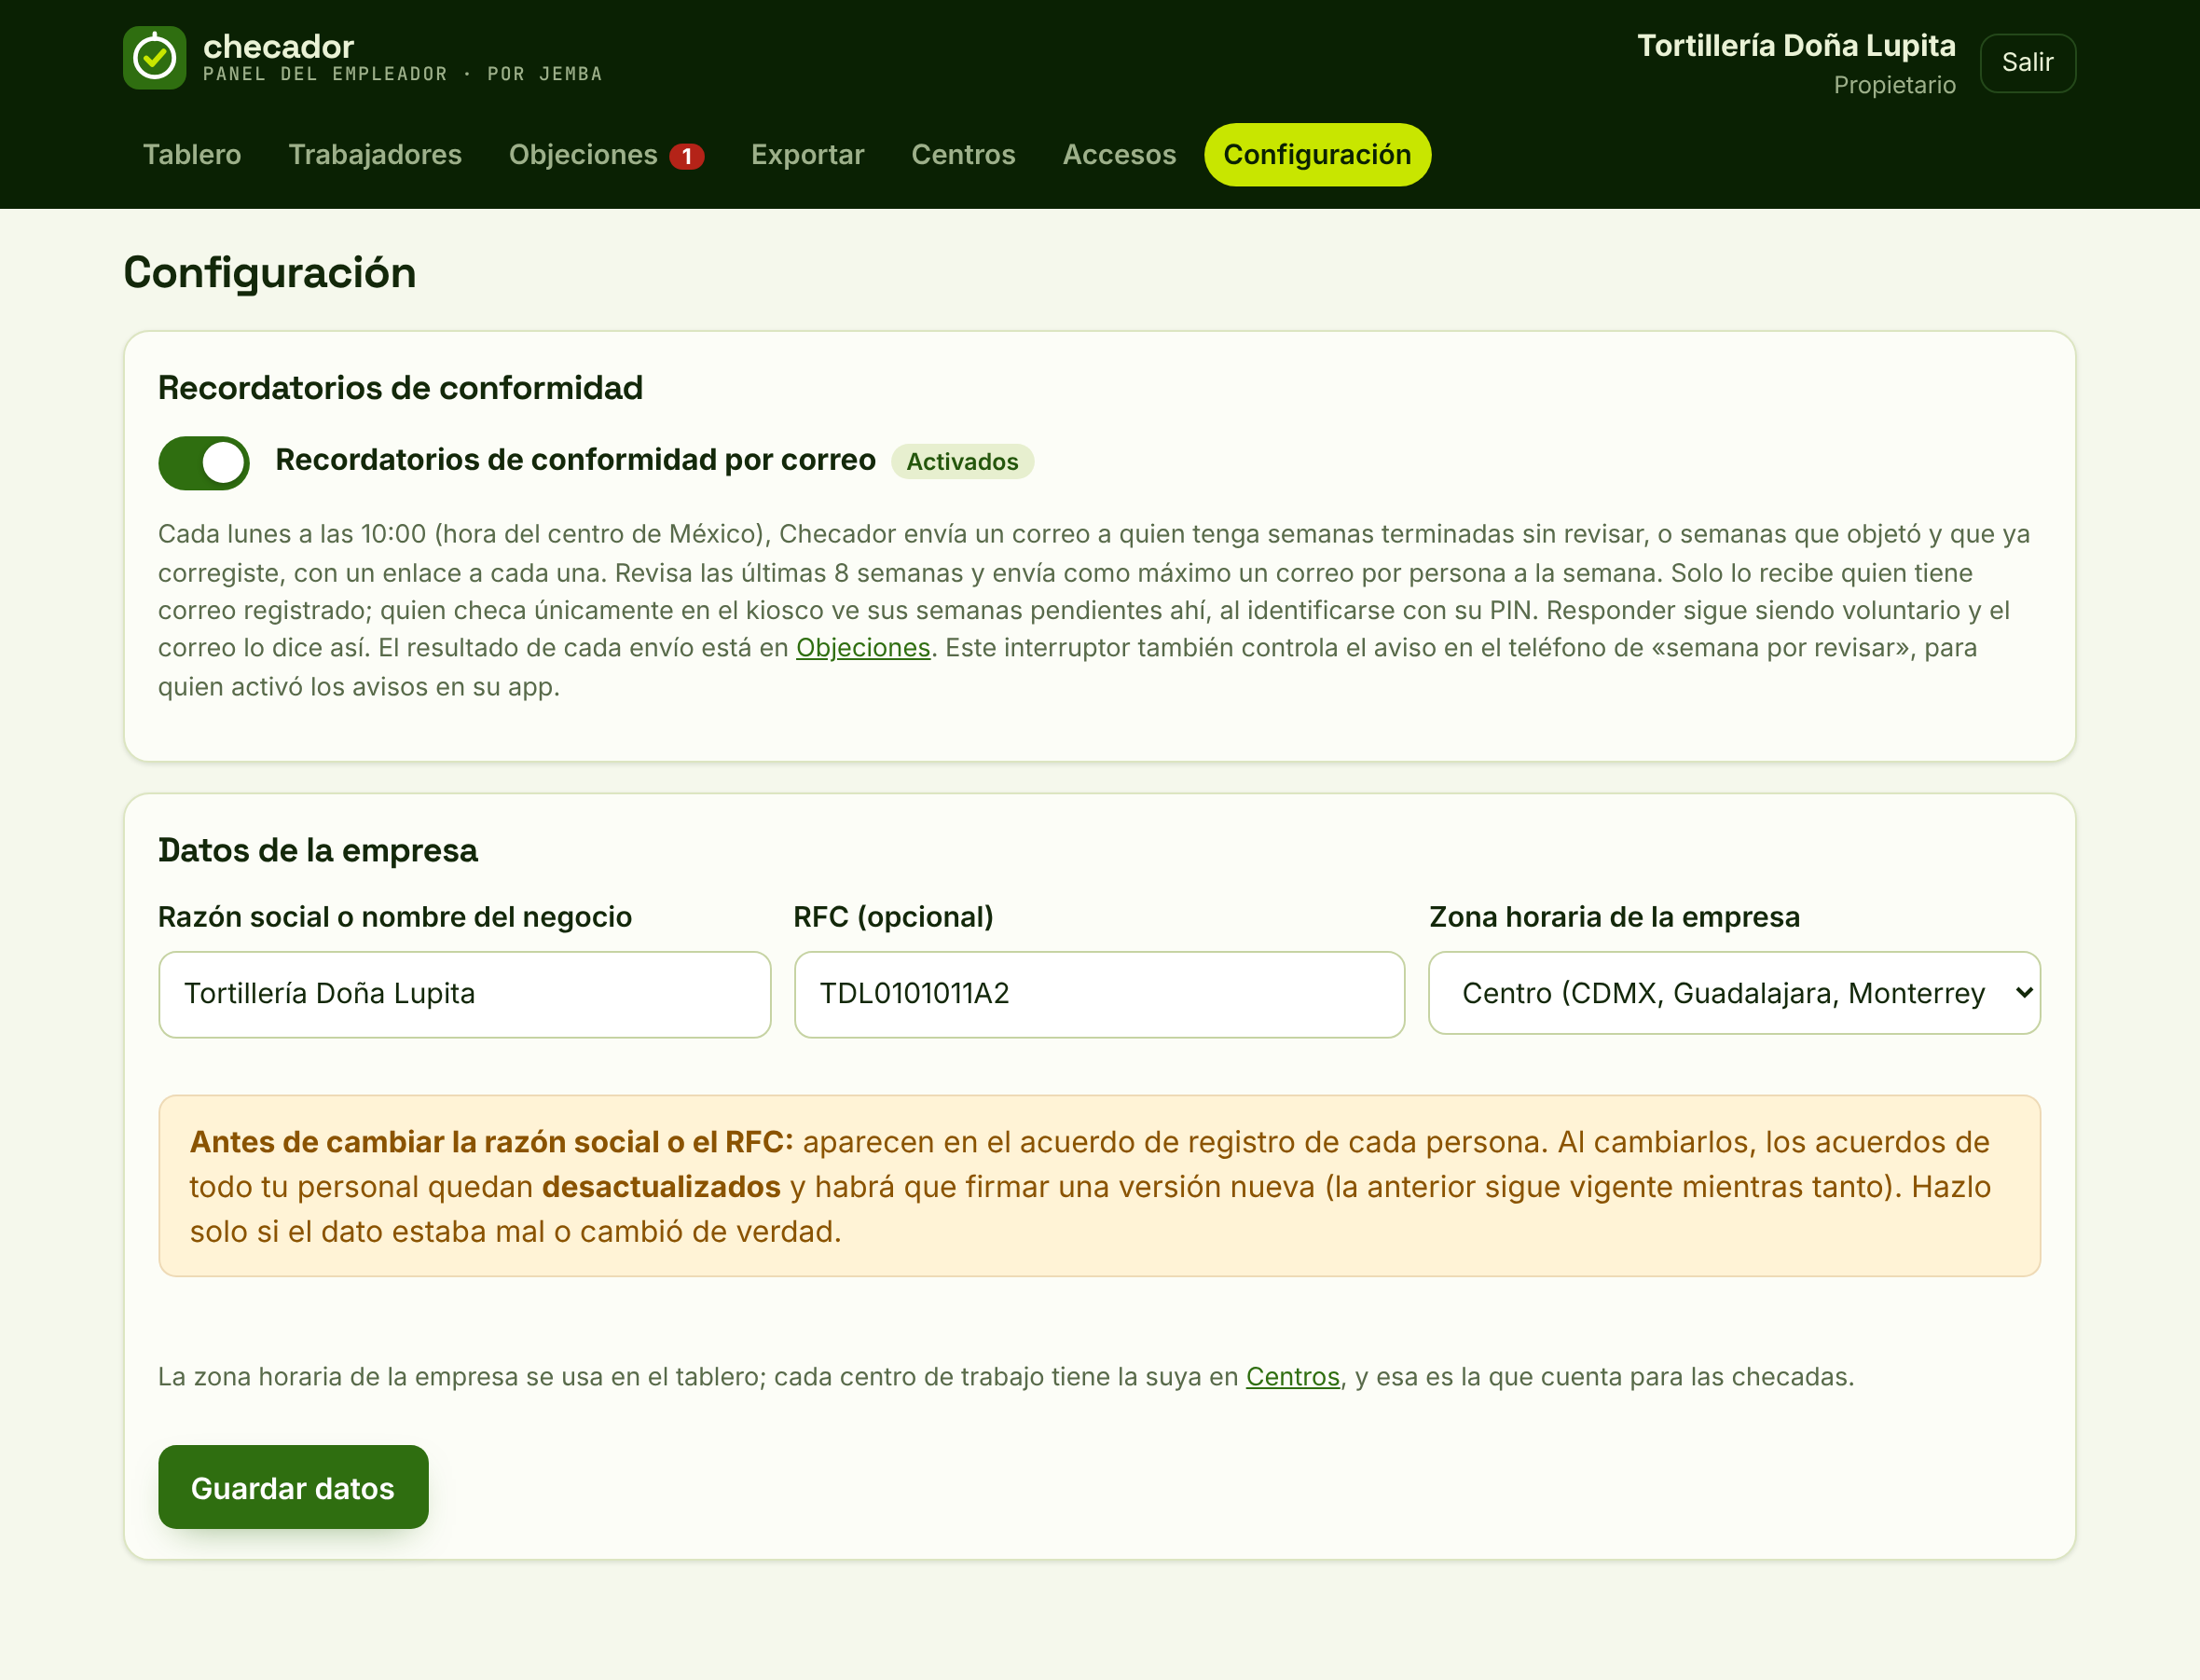 checador
PANEL DEL EMPLEADOR · POR JEMBA
Tortillería Doña Lupita
Propietario
Salir
Tablero
Trabajadores
Objeciones 1
Exportar
Centros
Accesos
Configuración
Configuración
Recordatorios de conformidad
Recordatorios de conformidad por correo Activados
Cada lunes a las 10:00 (hora del centro de México), Checador envía un correo a quien tenga semanas terminadas sin revisar, o semanas que objetó y que ya
corregiste, con un enlace a cada una. Revisa las últimas 8 semanas y envía como máximo un correo por persona a la semana. Solo lo recibe quien tiene
correo registrado; quien checa únicamente en el kiosco ve sus semanas pendientes ahí, al identificarse con su PIN. Responder sigue siendo voluntario y el
correo lo dice así. El resultado de cada envío está en Objeciones. Este interruptor también controla el aviso en el teléfono de «semana por revisar», para
quien activó los avisos en su app.
Datos de la empresa
Razón social o nombre del negocio
Tortillería Doña Lupita
RFC (opcional)
TDL0101011A2
Zona horaria de la empresa
Centro (CDMX, Guadalajara, Monterrey
Antes de cambiar la razón social o el RFC: aparecen en el acuerdo de registro de cada persona. Al cambiarlos, los acuerdos de
todo tu personal quedan desactualizados y habrá que firmar una versión nueva (la anterior sigue vigente mientras tanto). Hazlo
solo si el dato estaba mal o cambió de verdad.
La zona horaria de la empresa se usa en el tablero; cada centro de trabajo tiene la suya en Centros, y esa es la que cuenta para las checadas.
Guardar datos